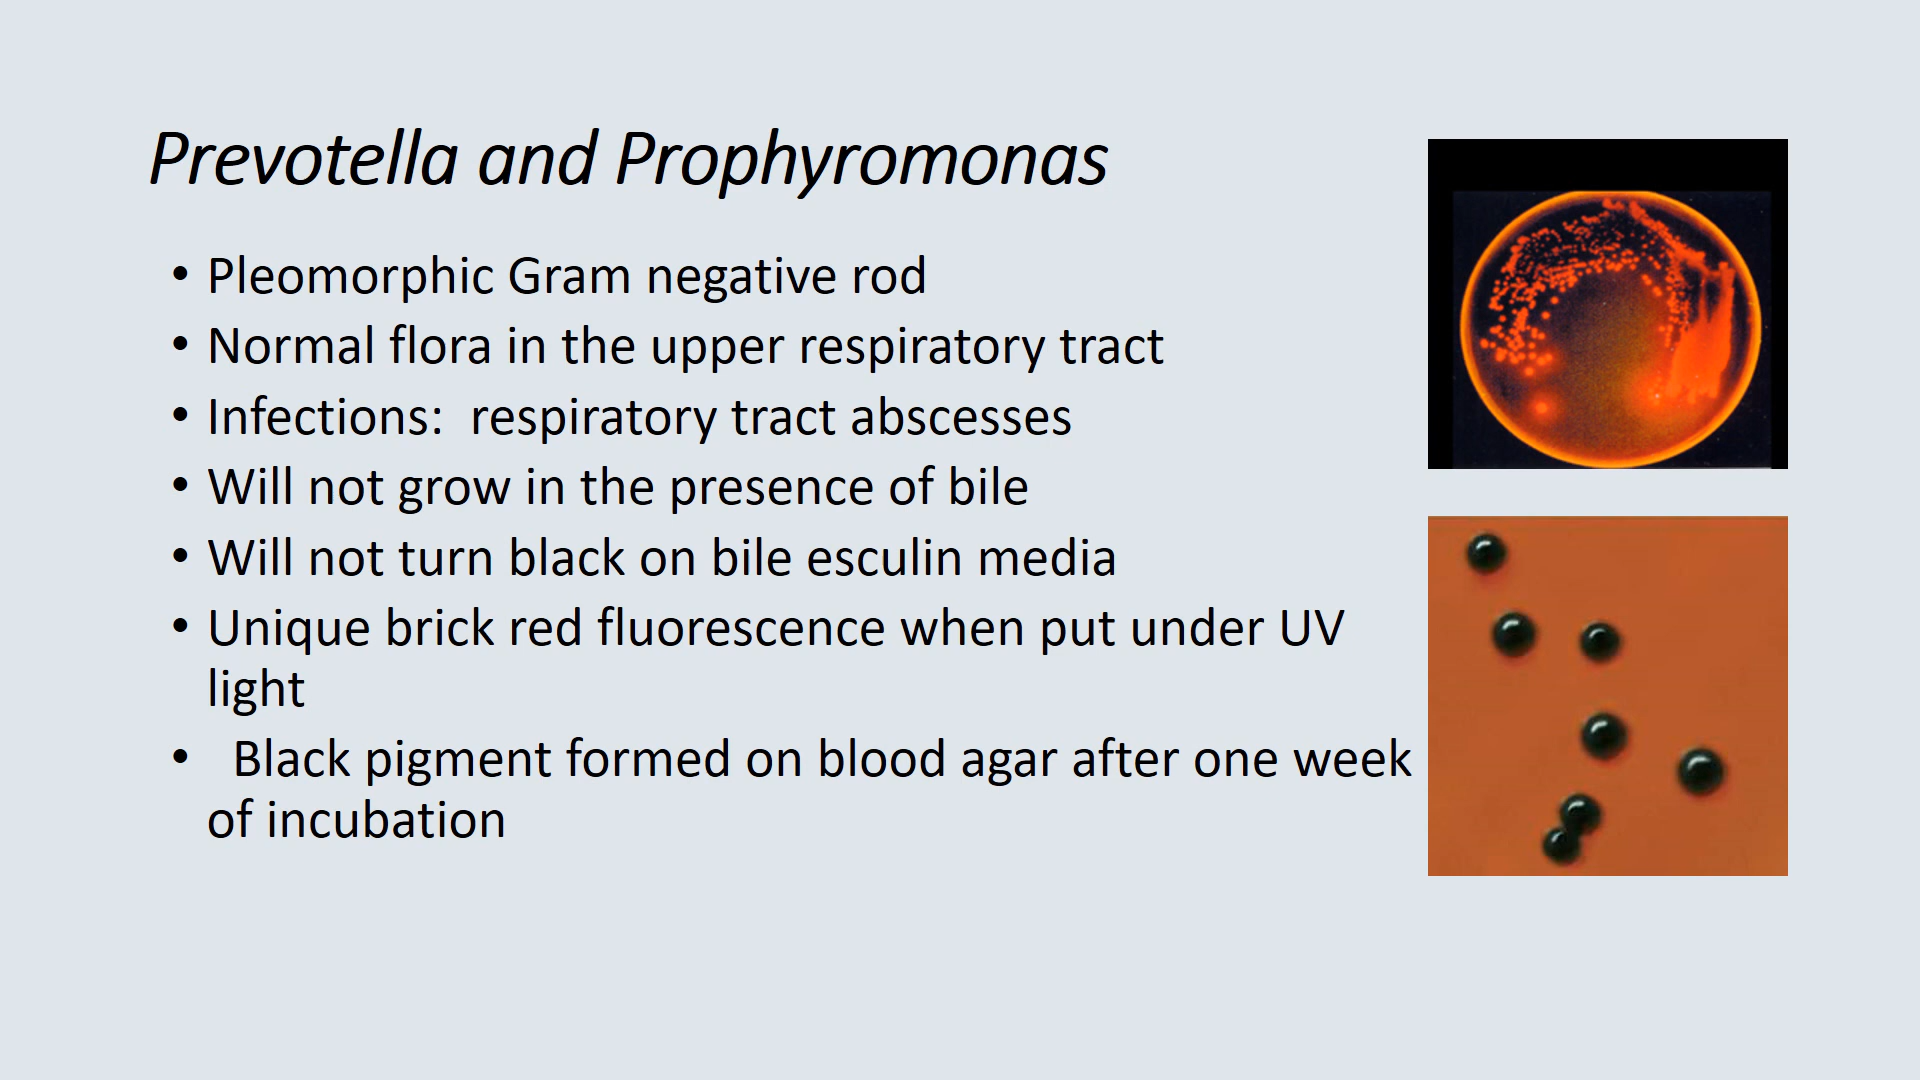 Prevotella and Prophyromonas
• Pleomorphic Gram negative rod
• Normal flora in the upper respiratory tract
• Infections:  respiratory tract abscesses
• Will not grow in the presence of bile
• Will not turn black on bile esculin media
• Unique brick red fluorescence when put under UV
light
•  Black pigment formed on blood agar after one week
of incubation